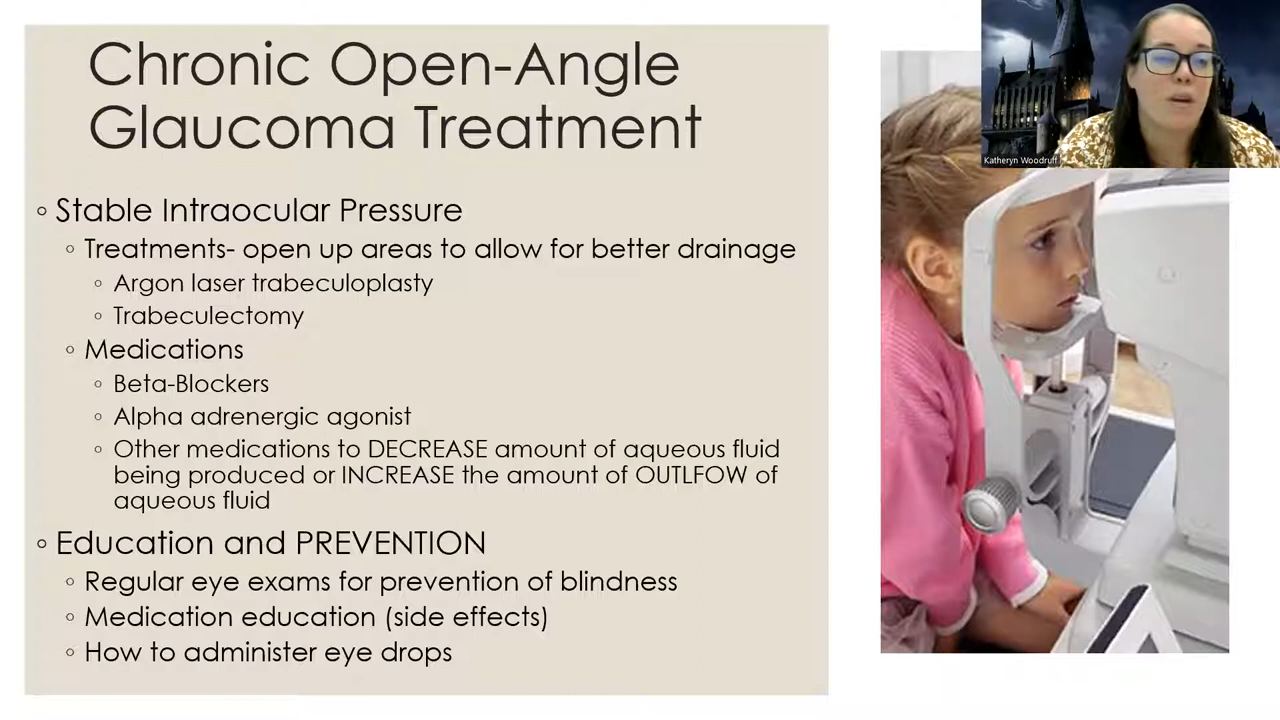 Chronic Open-Angle
Glaucoma Treatment
◦ Stable Intraocular Pressure
◦ Treatments- open up areas to allow for better drainage
◦ Argon laser trabeculoplasty
◦ Trabeculectomy
◦ Medications
◦ Beta-Blockers
◦ Alpha adrenergic agonist
◦ Other medications to DECREASE amount of aqueous fluid
being produced or INCREASE the amount of OUTLFOW of
aqueous fluid
◦ Education and PREVENTION
◦ Regular eye exams for prevention of blindness
◦ Medication education (side effects)
◦ How to administer eye drops
Katheryn Woodruff